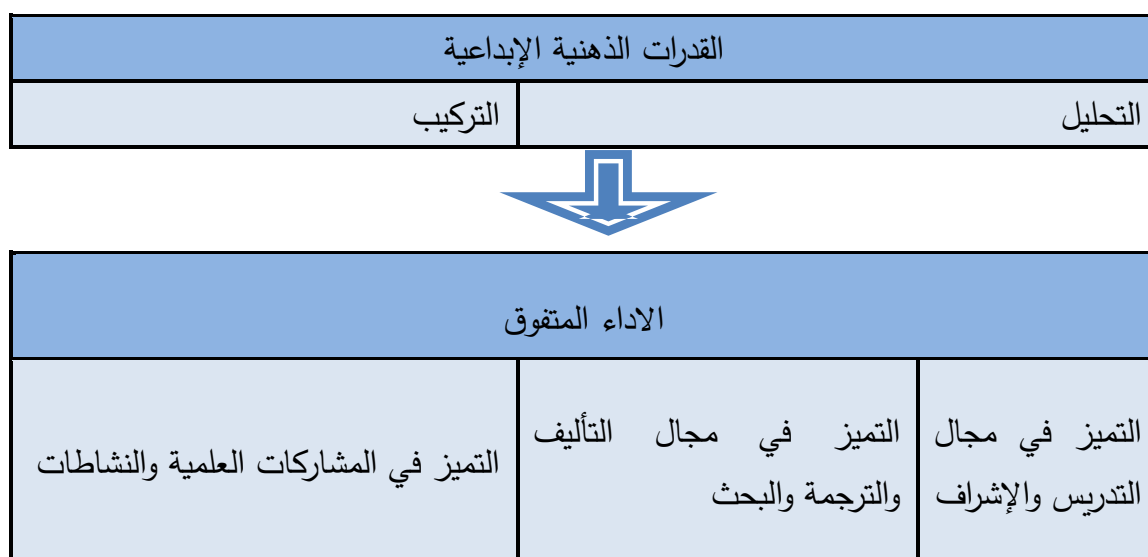 القدرات الذهنية الإبداعية
التحليل
التركيب
الاداء المتفوق
التميز في مجال
التدريس والإشراف
التميز في مجال التأليف
والترجمة والبحث
التميز في المشاركات العلمية والنشاطات